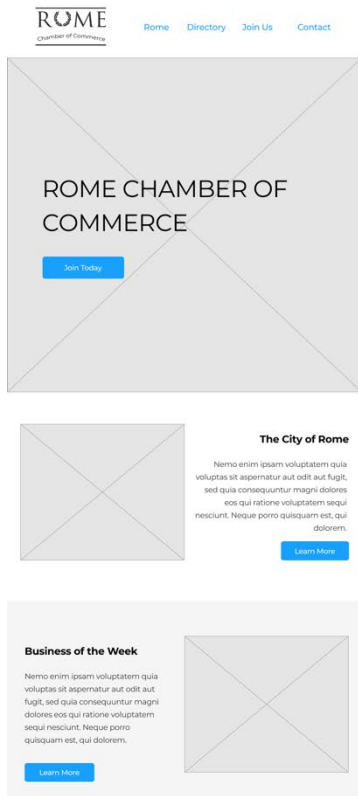 ROME
Chamber of Commerce
Rome Directory Join Us Contact
ROME CHAMBER OF
COMMERCE
Join Today
The City of Rome
Nemo enim ipsam voluptatem quia
voluptas sit aspernatur aut odit aut fugit,
sed quia consequuntur magni dolores
eos qui ratione voluptatem sequi
nesciunt. Neque porro quisquam est, qui
dolorem.
Learn More
Business of the Week
Nemo enim ipsam voluptatem quia
voluptas sit aspernatur aut odit aut
fugit, sed quia consequuntur magni
dolores eos qui ratione voluptatem
sequi nesciunt. Neque porro
quisquam est, qui dolorem.
Learn More